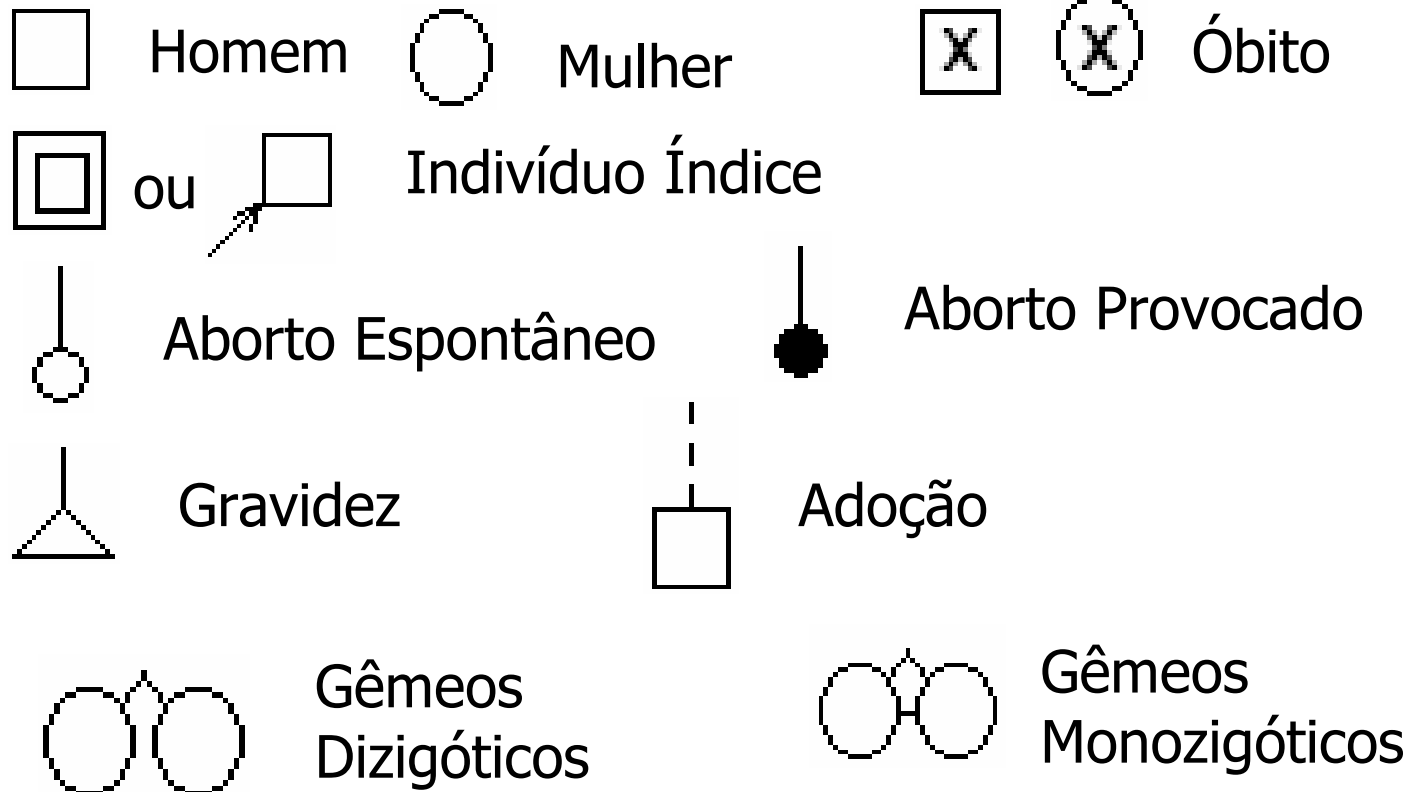 Homem
Mulher
X
X
Óbito
ou
Indivíduo Índice
Aborto Espontâneo
Aborto Provocado
Gravidez
Adoção
Gêmeos
Dizigóticos
Gêmeos
Monozigóticos